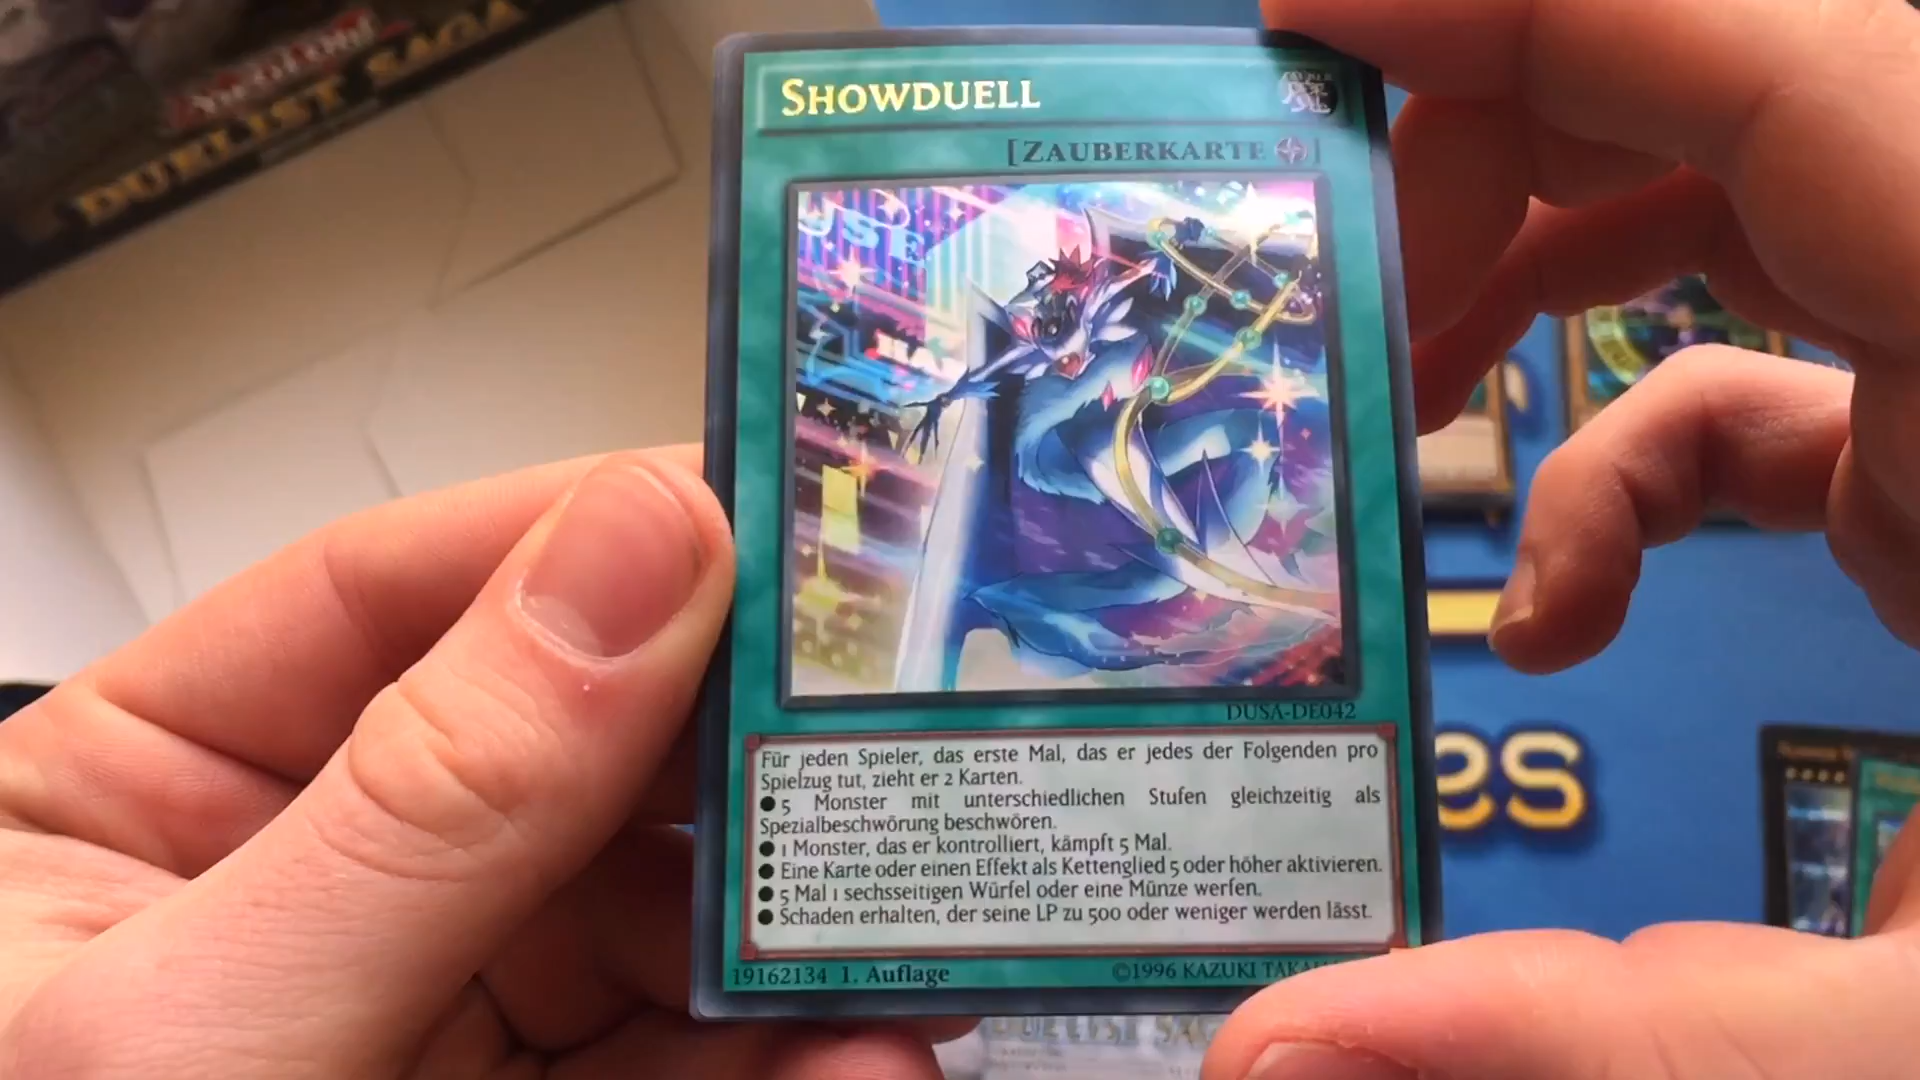 DUELIST SAGA
SHOWDUELL
[ZAUBERKARTE ]
DUSA-DE042
Für jeden Spieler, das erste Mal, das er jedes der Folgenden pro
Spielzug tut, zieht er 2 Karten.
● 5 Monster mit unterschiedlichen Stufen gleichzeitig als
Spezialbeschwörung beschwören.
● 1 Monster, das er kontrolliert, kämpft 5 Mal.
● Eine Karte oder einen Effekt als Kettenglied 5 oder höher aktivieren.
● 5 Mal 1 sechsseitigen Würfel oder eine Münze werfen.
● Schaden erhalten, der seine LP zu 500 oder weniger werden lässt.
19162134 1. Auflage
©1996 KAZUKI
es
DUELIST SAGA